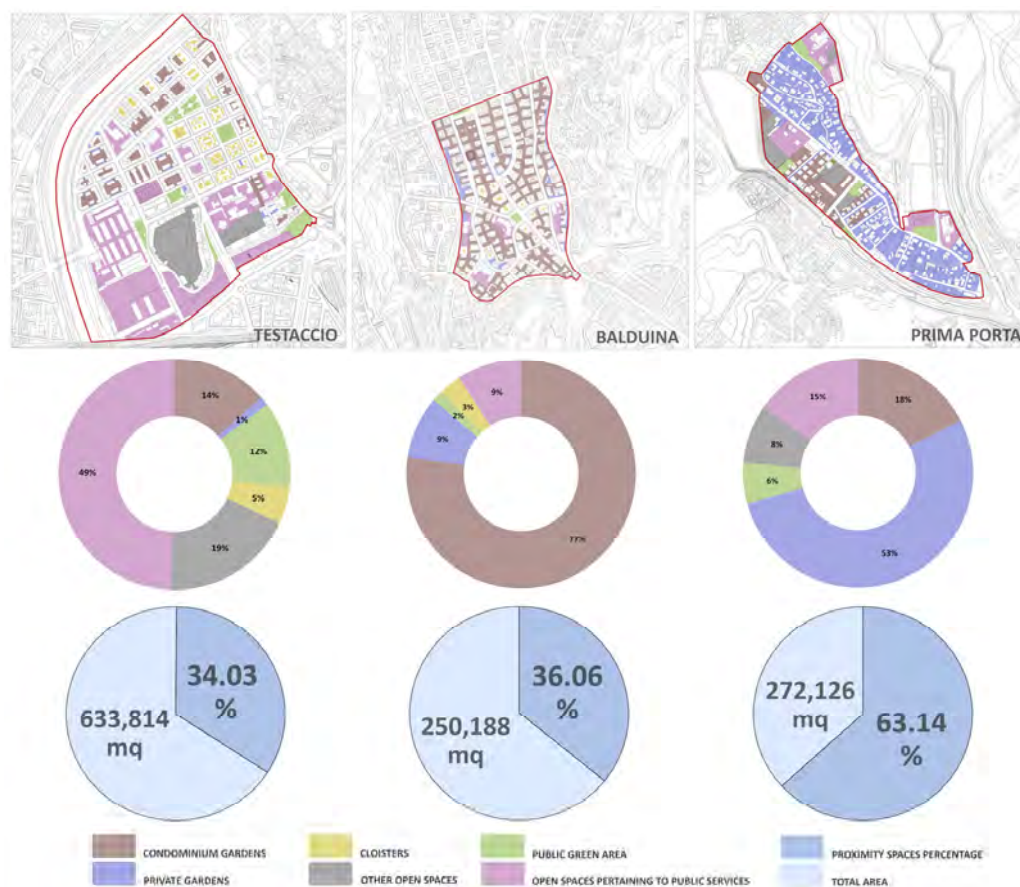 TESTACCIO
BALDUINA
PRIMA PORTA
14%
1%
12%
5%
19%
49%
9%
3%
2%
9%
77%
15%
18%
8%
6%
53%
34.03
%
633,814
mq
36.06
%
250,188
mq
272,126
mq
63.14
%
CONDOMINIUM GARDENS
CLOISTERS
PUBLIC GREEN AREA
PROXIMITY SPACES PERCENTAGE
PRIVATE GARDENS
OTHER OPEN SPACES
OPEN SPACES PERTAINING TO PUBLIC SERVICES
TOTAL AREA